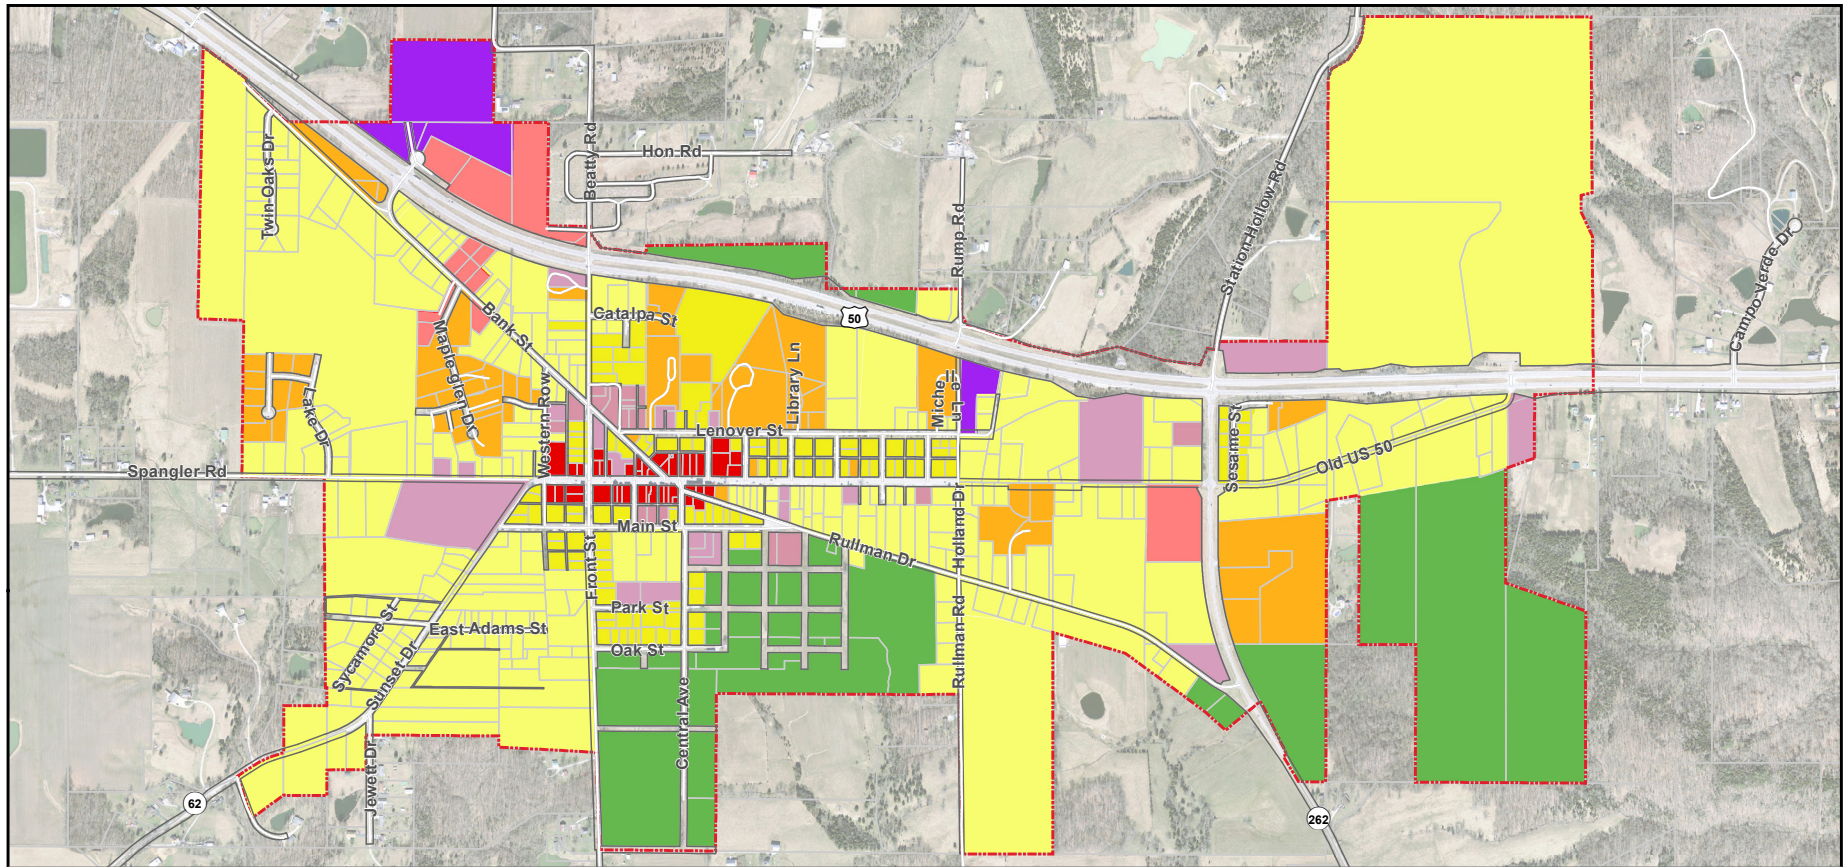 Twin Oaks Dr
Beatty Rd
Hon Rd
Rump Rd
Station Hollow Rd
Campo Verde Dr
50
Catalpa St
Bank St
Maple glen Dr
Western Row
Library Ln
Lake Dr
Lenover St
Sesame St
Old US 50
Spangler Rd
Main St
Front St
Rullman Dr
Holland Dr
Park St
East Adams St
Oak St
Sycamore St
Sunset Dr
Rullman Rd
Central Ave
Jewett Dr
62
262